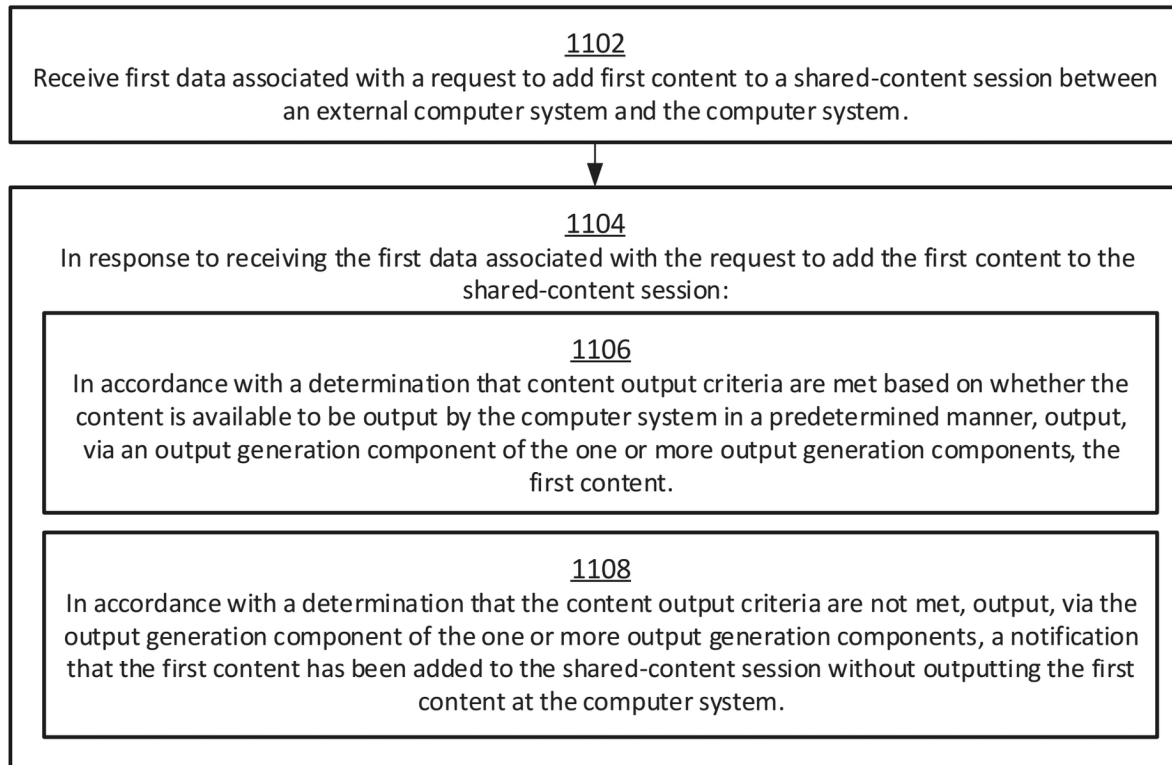 1102
Receive first data associated with a request to add first content to a shared-content session between
an external computer system and the computer system.
1104
In response to receiving the first data associated with the request to add the first content to the
shared-content session:
1106
In accordance with a determination that content output criteria are met based on whether the
content is available to be output by the computer system in a predetermined manner, output,
via an output generation component of the one or more output generation components, the
first content.
1108
In accordance with a determination that the content output criteria are not met, output, via the
output generation component of the one or more output generation components, a notification
that the first content has been added to the shared-content session without outputting the first
content at the computer system.